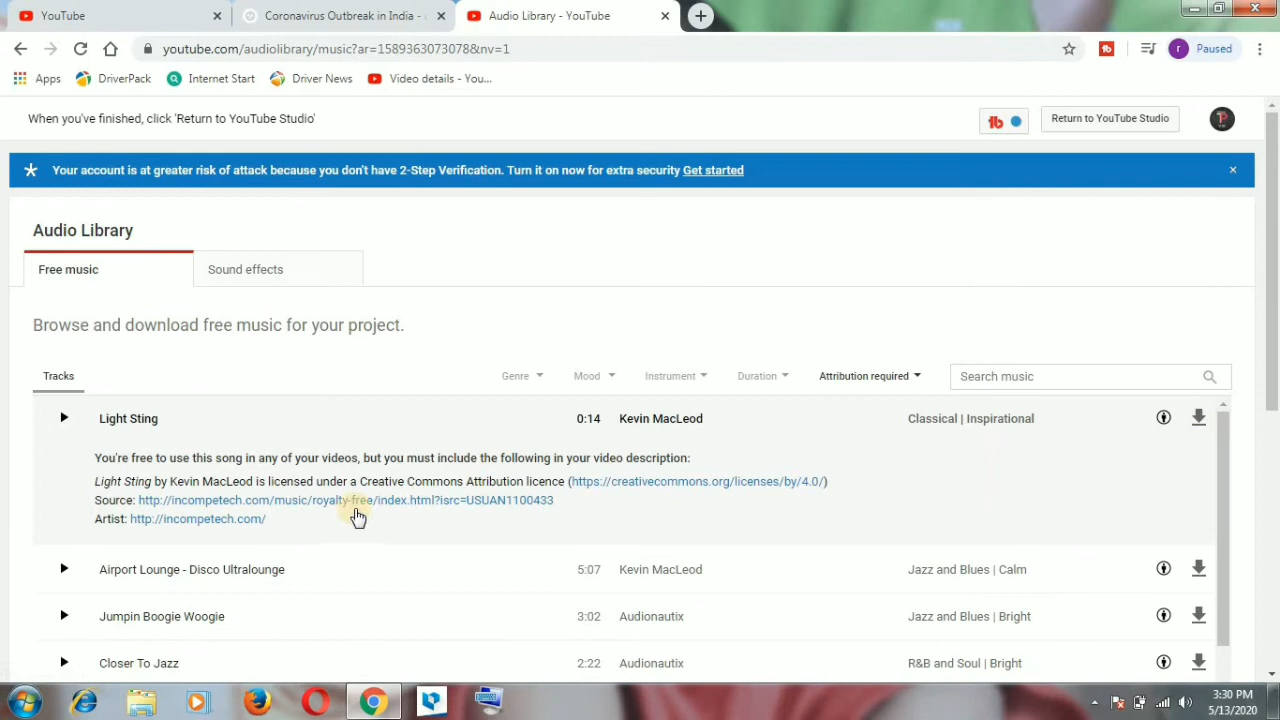 YouTube
Coronavirus Outbreak in India -
Audio Library - YouTube
youtube.com/audiolibrary/music?ar=1589363073078&nv=1
r Paused
Apps DriverPack Internet Start Driver News Video details - You...
When you've finished, click 'Return to YouTube Studio'
Return to YouTube Studio
Your account is at greater risk of attack because you don't have 2-Step Verification. Turn it on now for extra security Get started
Audio Library
Free music Sound effects
Browse and download free music for your project.
Tracks Genre Mood Instrument Duration Attribution required Search music
Light Sting 0:14 Kevin MacLeod Classical | Inspirational
You're free to use this song in any of your videos, but you must include the following in your video description:
Light Sting by Kevin MacLeod is licensed under a Creative Commons Attribution licence (https://creativecommons.org/licenses/by/4.0/)
Source: http://incompetech.com/music/royalty-free/index.html?isrc=USUAN1100433
Artist: http://incompetech.com/
Airport Lounge - Disco Ultralounge 5:07 Kevin MacLeod Jazz and Blues | Calm
Jumpin Boogie Woogie 3:02 Audionautix Jazz and Blues | Bright
Closer To Jazz 2:22 Audionautix R&B and Soul | Bright
3:30 PM
5/13/2020